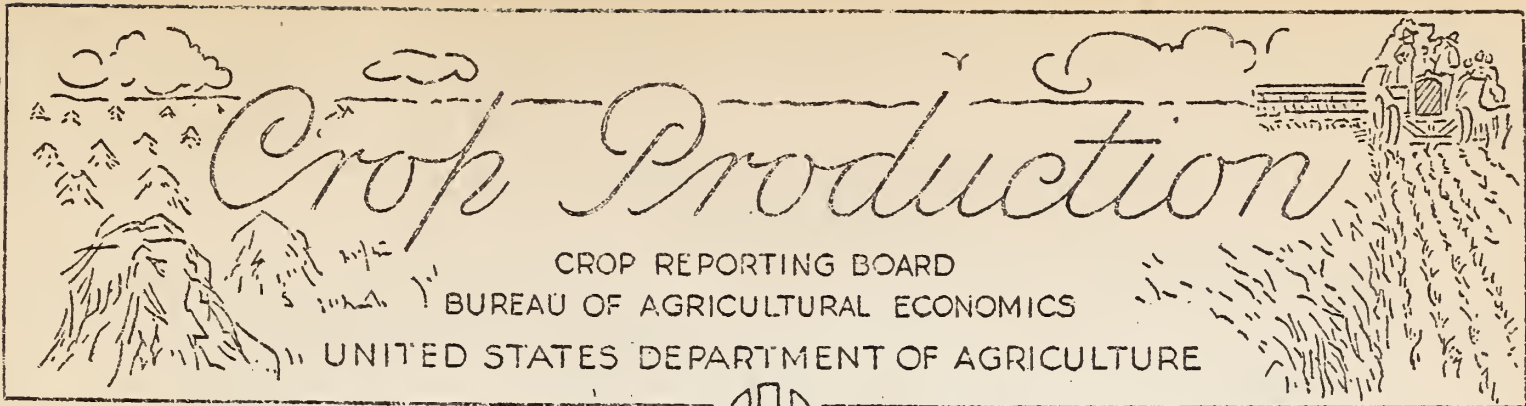 Crop Production
CROP REPORTING BOARD
BUREAU OF AGRICULTURAL ECONOMICS
UNITED STATES DEPARTMENT OF AGRICULTURE